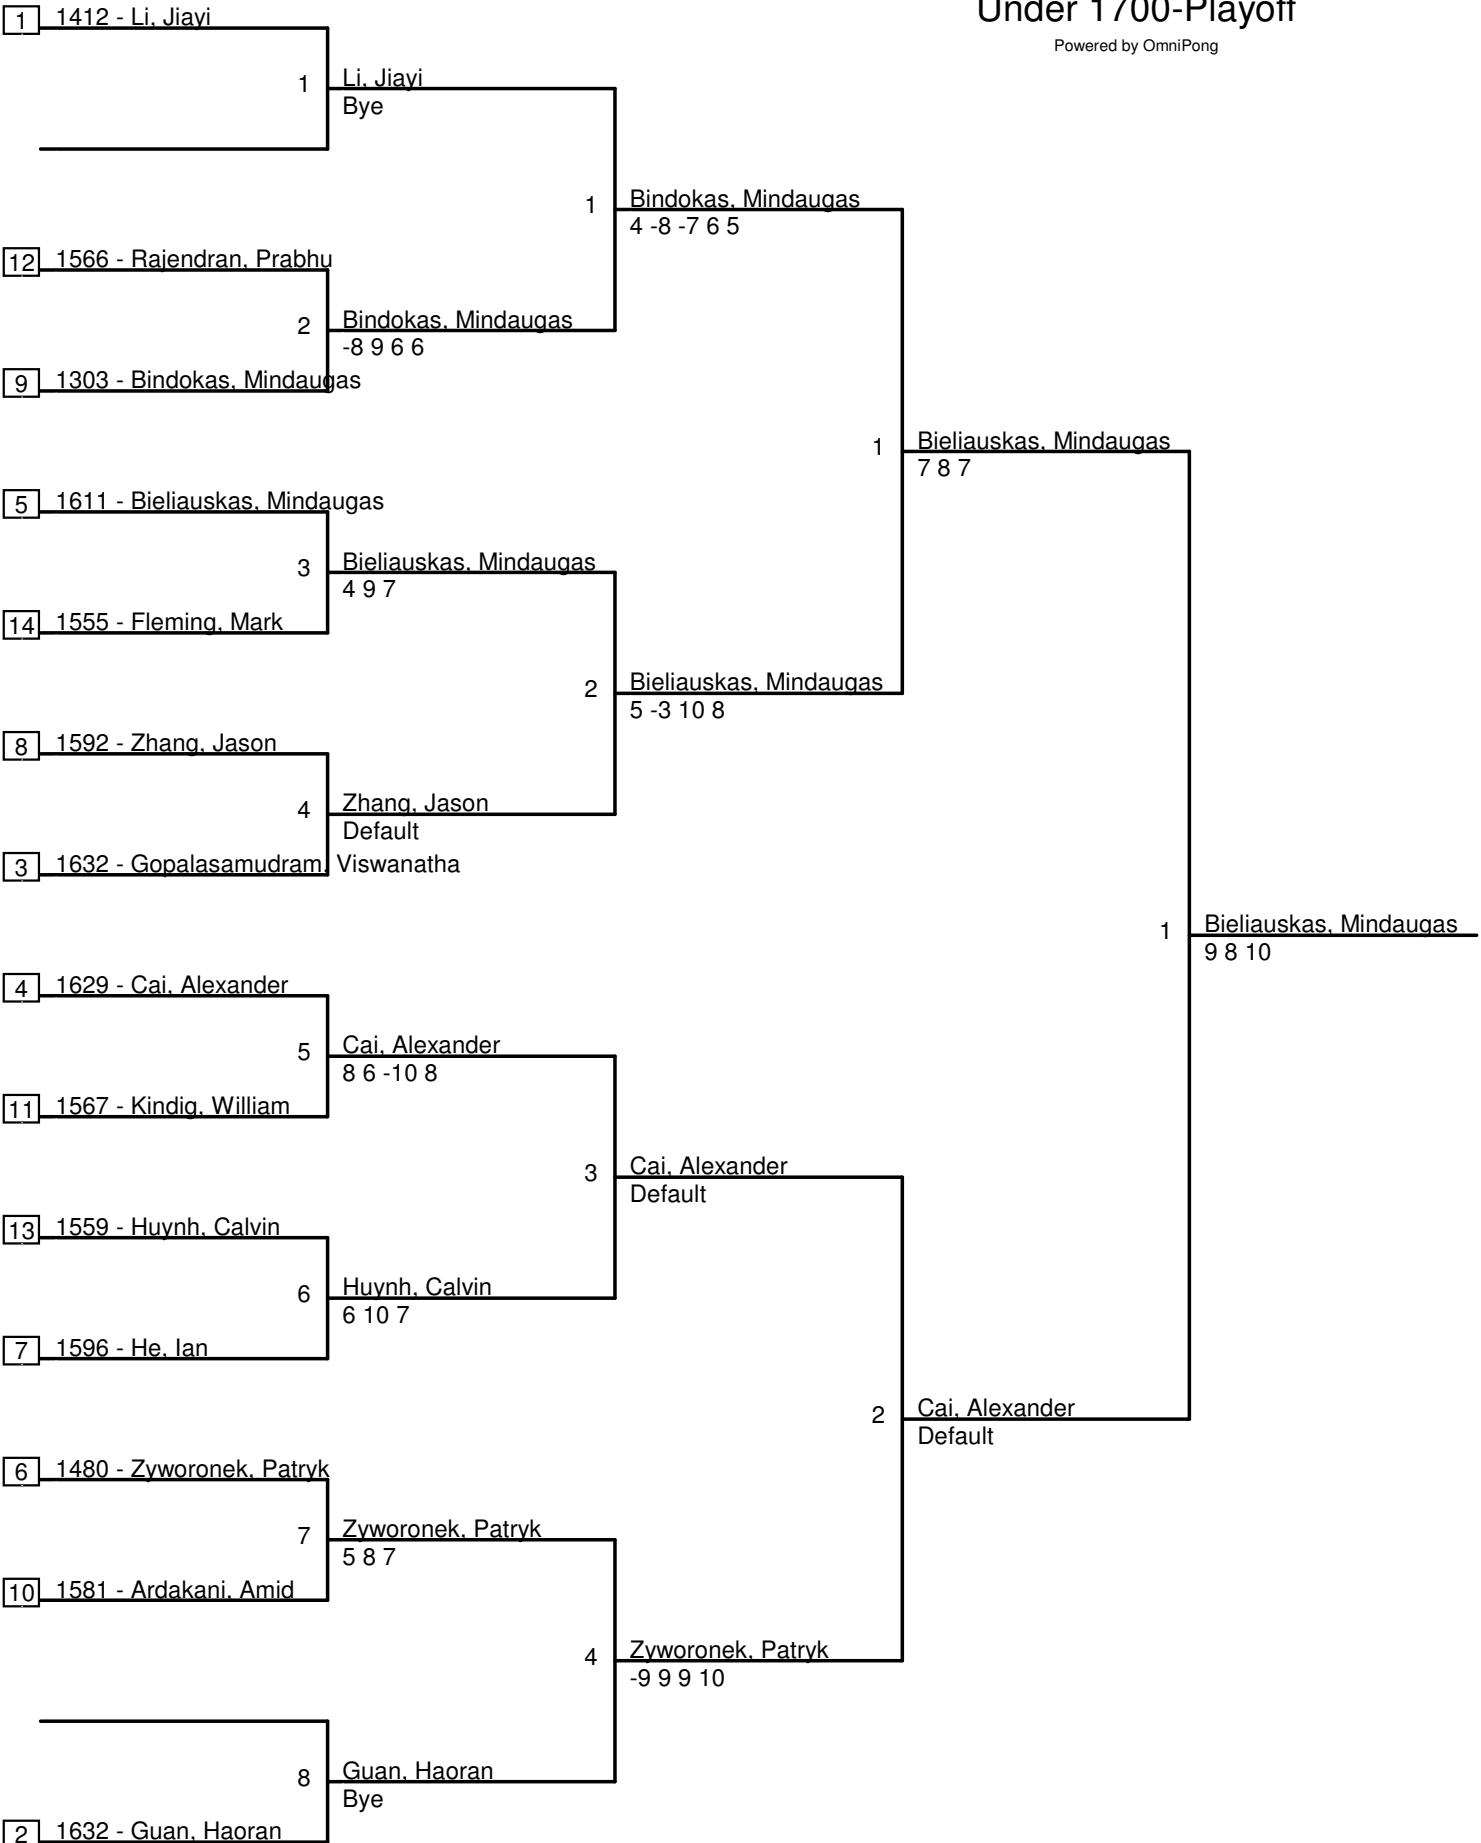 Under 1700-Playoff
Powered by OmniPong
1 1412 - Li, Jiayi
1 Li, Jiayi
Bye
1 Bindokas, Mindaugas
4 -8 -7 6 5
12 1566 - Rajendran, Prabhu
2 Bindokas, Mindaugas
-8 9 6 6
9 1303 - Bindokas, Mindaugas
1 Bieliauskas, Mindaugas
7 8 7
5 1611 - Bieliauskas, Mindaugas
3 Bieliauskas, Mindaugas
4 9 7
14 1555 - Fleming, Mark
2 Bieliauskas, Mindaugas
5 -3 10 8
8 1592 - Zhang, Jason
4 Zhang, Jason
Default
3 1632 - Gopalasamudram, Viswanatha
1 Bieliauskas, Mindaugas
9 8 10
4 1629 - Cai, Alexander
5 Cai, Alexander
8 6 -10 8
11 1567 - Kindig, William
3 Cai, Alexander
Default
13 1559 - Huynh, Calvin
6 Huynh, Calvin
6 10 7
7 1596 - He, Ian
2 Cai, Alexander
Default
6 1480 - Zyworonek, Patryk
7 Zyworonek, Patryk
5 8 7
10 1581 - Ardakani, Amid
4 Zyworonek, Patryk
-9 9 9 10
8 Guan, Haoran
Bye
2 1632 - Guan, Haoran